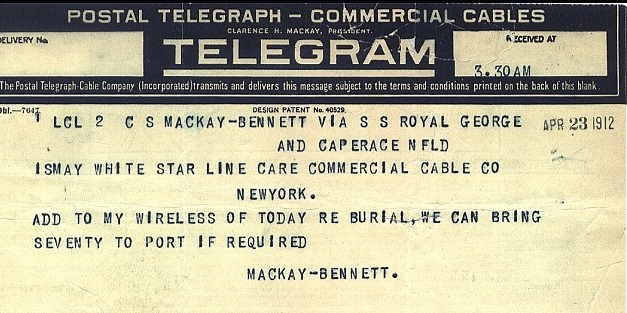 POSTAL TELEGRAPH – COMMERCIAL CABLES
CLARENCE H. MACKAY, PRESIDENT.
DELIVERY No.
TELEGRAM
RECEIVED AT
3.30AM
The Postal Telegraph-Cable Company (Incorporated) transmits and delivers this message subject to the terms and conditions printed on the back of this blank.
Obl.—7647
DESIGN PATENT No. 40529.
LCL 2 C S MACKAY-BENNETT VIA S S ROYAL GEORGE
APR 23 1912
AND CAPERACE NFLD
ISMAY WHITE STAR LINE CARE COMMERCIAL CABLE CO
NEWYORK.
ADD TO MY WIRELESS OF TODAY RE BURIAL,WE CAN BRING
SEVENTY TO PORT IF REQUIRED
MACKAY-BENNETT.